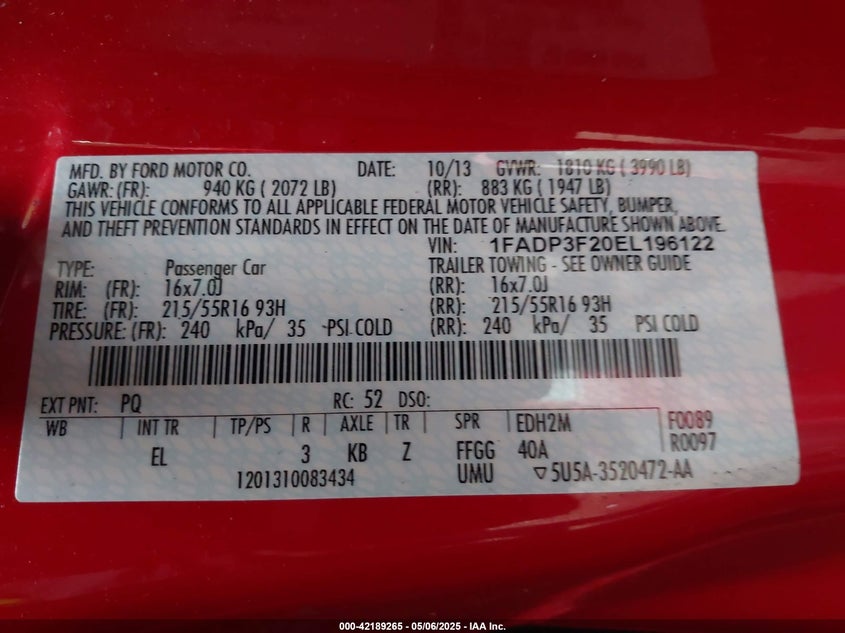 MFD. BY FORD MOTOR CO. DATE: 10/13 GVWR: 1810 KG ( 3990 LB)
GAWR: (FR): 940 KG ( 2072 LB) (RR): 883 KG ( 1947 LB)
THIS VEHICLE CONFORMS TO ALL APPLICABLE FEDERAL MOTOR VEHICLE SAFETY, BUMPER,
AND THEFT PREVENTION STANDARDS IN EFFECT ON THE DATE OF MANUFACTURE SHOWN ABOVE.
VIN: 1FADP3F20EL196122
TYPE: Passenger Car TRAILER TOWING - SEE OWNER GUIDE
RIM: (FR): 16x7.0J (RR): 16x7.0J
TIRE: (FR): 215/55R16 93H (RR): 215/55R16 93H
PRESSURE: (FR): 240 kPa/ 35 PSI COLD (RR): 240 kPa/ 35 PSI COLD
EXT PNT: PQ RC: 52 DSO:
WB INT TR TP/PS R AXLE TR SPR EDH2M F0089
EL 3 KB Z FFGG 40A R0097
1201310083434 UMU ▽5U5A-3520472-AA
000-42189265 - 05/06/2025 - IAA Inc.